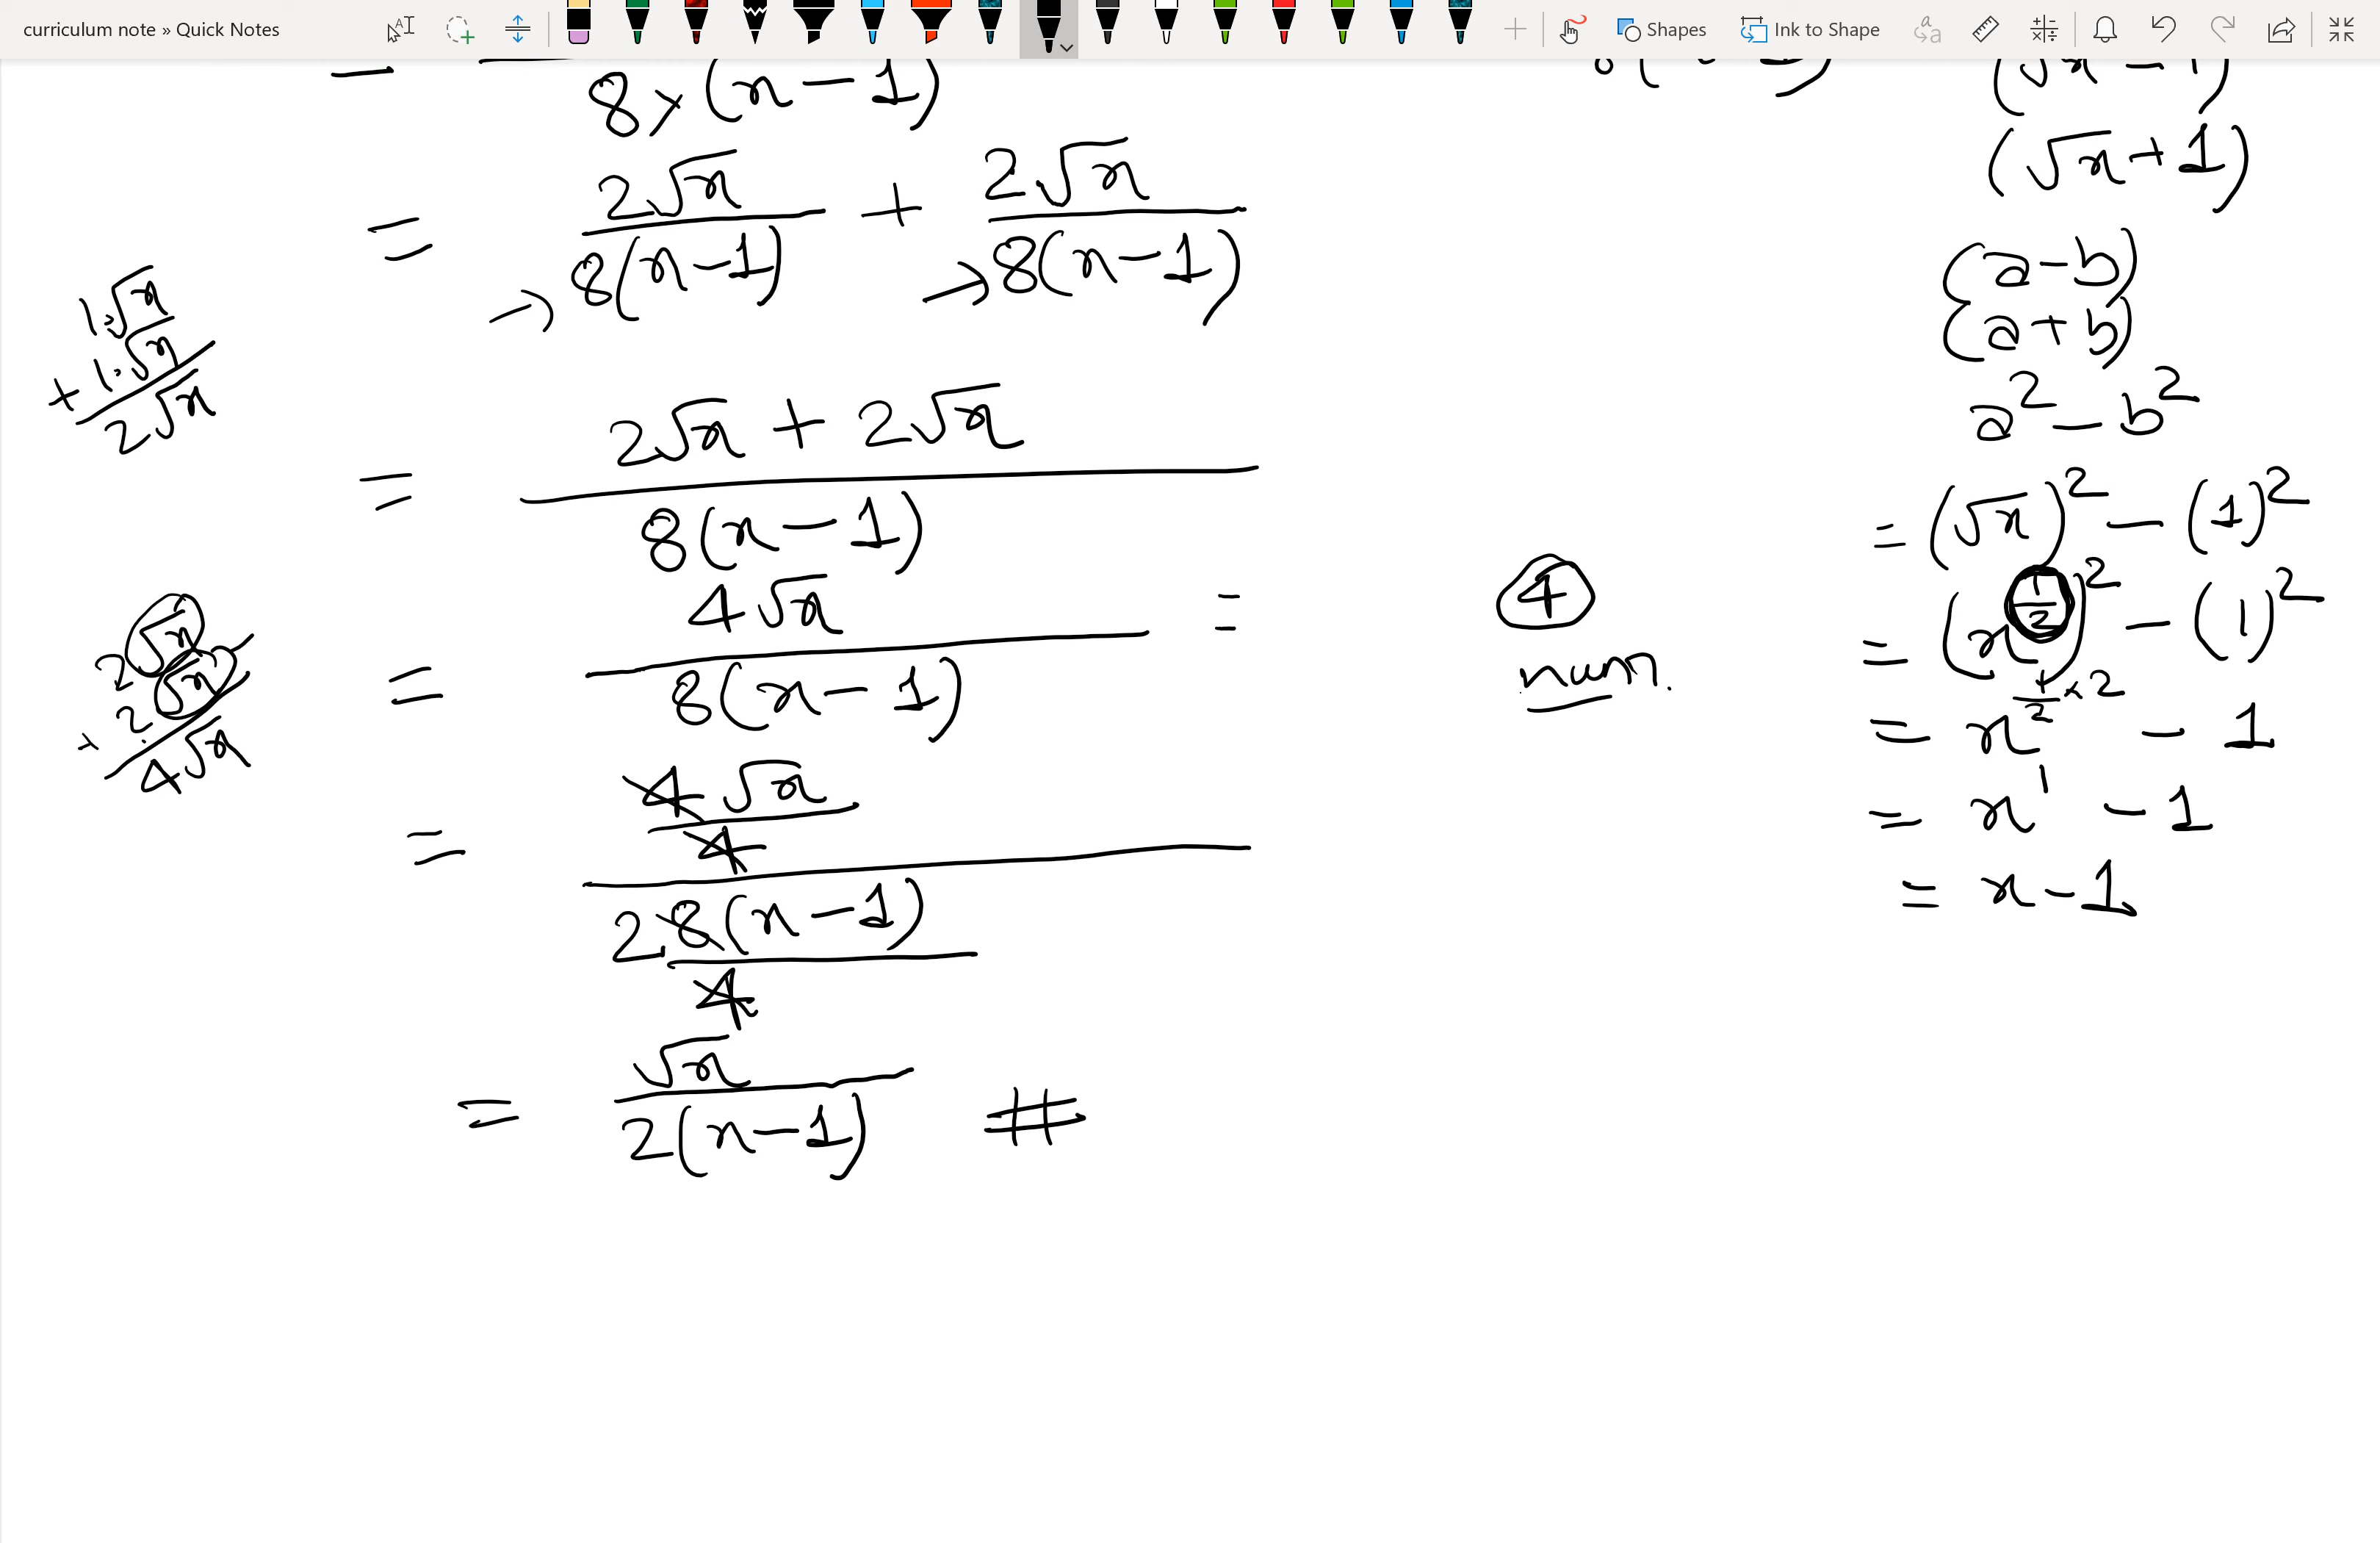 curriculum note » Quick Notes
Shapes
Ink to Shape
8×(x−1)
(√x+1)
= 2√x/8(x−1) + 2√x/8(x−1)
→ →
(a−b)
(a+b)
1.√x
+ 1.√x
2√x
a² − b²
= (2√x + 2√x)/8(x−1)
= (√x)² − (1)²
= 4√x/8(x−1) =
4
num.
= (x^(1/2))² − (1)²
2√x
+ 2.√x
4√x
= x^(1/2 × 2) − 1
= (4√x/4)/(2.8(x−1)/4)
= x¹ − 1
= x − 1
= √x/2(x−1) #